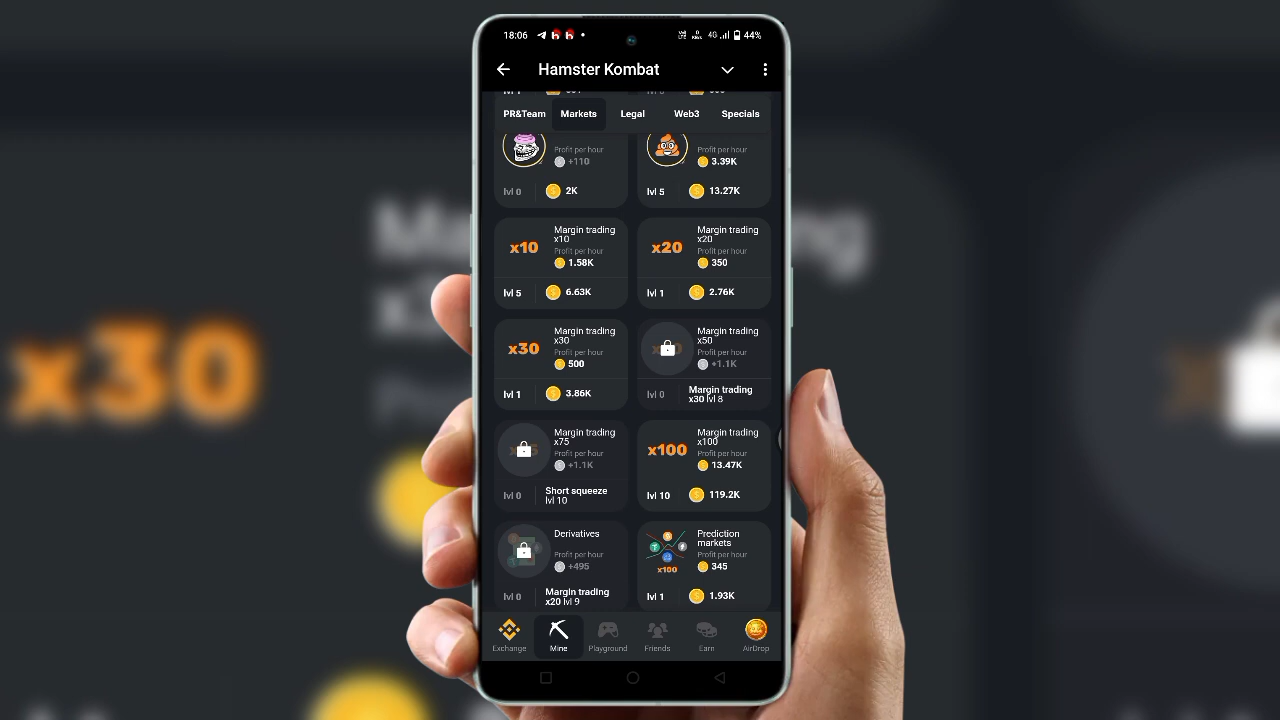 18:06
4G
44%
Hamster Kombat
PR&Team
Markets
Legal
Web3
Specials
Profit per hour
+110
lvl 0
2K
Profit per hour
3.39K
lvl 5
13.27K
x10
Margin trading
x10
Profit per hour
1.58K
lvl 5
6.63K
x20
Margin trading
x20
Profit per hour
350
lvl 1
2.76K
x30
Margin trading
x30
Profit per hour
500
lvl 1
3.86K
Margin trading
x50
Profit per hour
+1.1K
lvl 0
Margin trading
x30 lvl 8
Margin trading
x75
Profit per hour
+1.1K
lvl 0
Short squeeze
lvl 10
x100
Margin trading
x100
Profit per hour
13.47K
lvl 10
119.2K
Derivatives
Profit per hour
+495
lvl 0
Margin trading
x20 lvl 9
x100
Prediction
markets
Profit per hour
345
lvl 1
1.93K
Exchange
Mine
Playground
Friends
Earn
AirDrop
x30